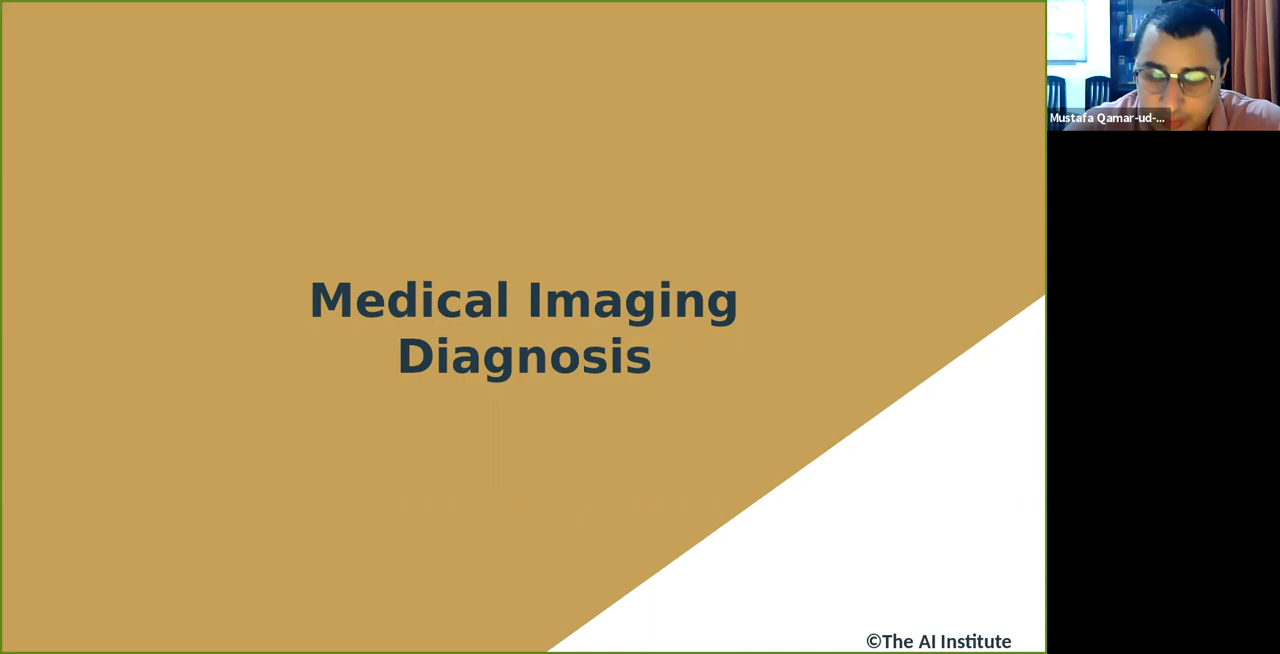 Medical Imaging
Diagnosis
Mustafa Qamar-ud-...
©The AI Institute